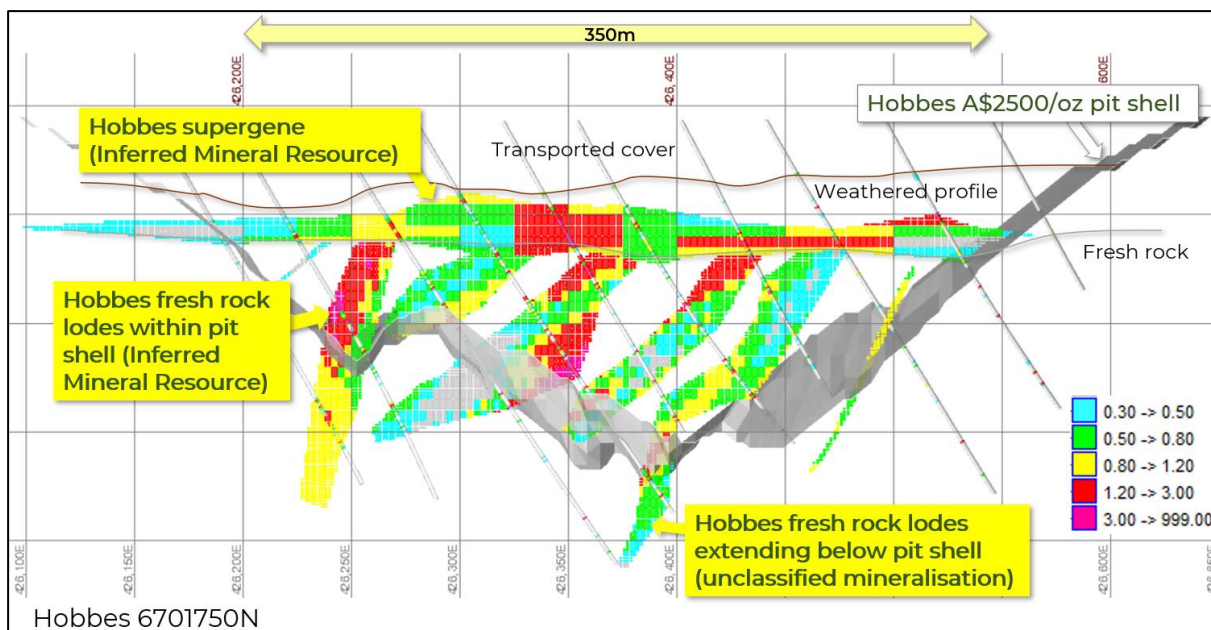 350m
426,200E
426,400E
600E
Hobbes A$2500/oz pit shell
Hobbes supergene
(Inferred Mineral Resource)
Transported cover
Weathered profile
Fresh rock
Hobbes fresh rock
lodes within pit
shell (Inferred
Mineral Resource)
0.30 -> 0.50
0.50 -> 0.80
0.80 -> 1.20
1.20 -> 3.00
3.00 -> 999.00
Hobbes fresh rock lodes
extending below pit shell
(unclassified mineralisation)
426,100E
426,150E
426,200E
426,250E
426,300E
426,350E
426,400E
426,600E
Hobbes 6701750N